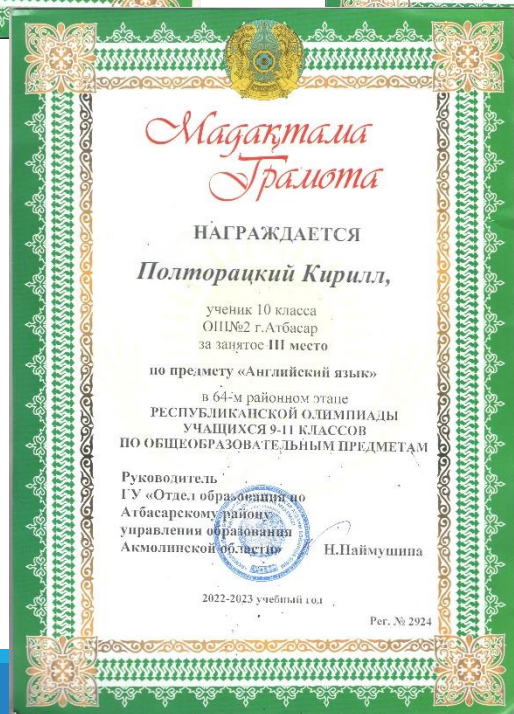 Мадақтама
Грамота
НАГРАЖДАЕТСЯ
Полторацкий Кирилл,
ученик 10 класса
ОШ№2 г.Атбасар
за занятое III место
по предмету «Английский язык»
в 64-м районном этапе
РЕСПУБЛИКАНСКОЙ ОЛИМПИАДЫ
УЧАЩИХСЯ 9-11 КЛАССОВ
ПО ОБЩЕОБРАЗОВАТЕЛЬНЫМ ПРЕДМЕТАМ
Руководитель
ГУ «Отдел образования по
Атбасарскому району
управления образования
Акмолинской области» Н.Паймушина
2022-2023 учебный год
Рег. № 2924